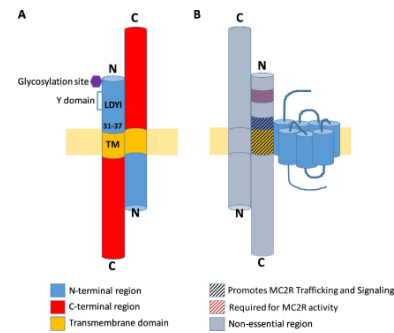 A
B
C
C
N
N
Glycosylation site
Y domain
LDYI
31-37
TM
N
N
C
C
N-terminal region
C-terminal region
Transmembrane domain
Promotes MC2R Trafficking and Signaling
Required for MC2R activity
Non-essential region